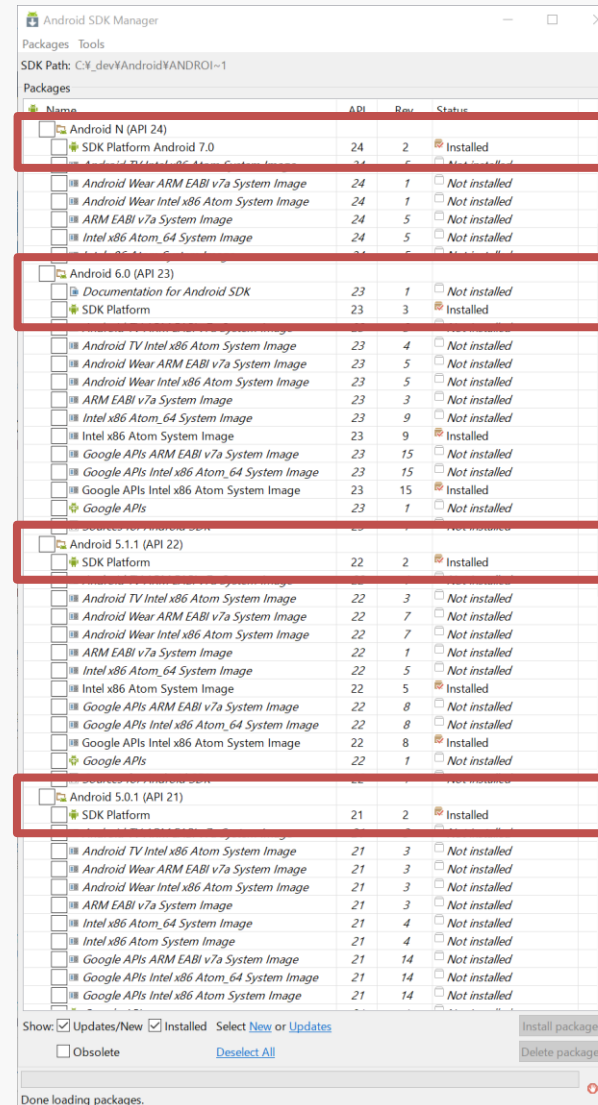 Android SDK Manager
Packages Tools
SDK Path: C:¥_dev¥Android¥ANDROI~1
Packages
Name API Rev. Status
Android N (API 24)
SDK Platform Android 7.0 24 2 Installed
Android TV Intel x86 Atom System Image 24 5 Not installed
Android Wear ARM EABI v7a System Image 24 1 Not installed
Android Wear Intel x86 Atom System Image 24 1 Not installed
ARM EABI v7a System Image 24 5 Not installed
Intel x86 Atom_64 System Image 24 5 Not installed
Android 6.0 (API 23)
Documentation for Android SDK 23 1 Not installed
SDK Platform 23 3 Installed
Android TV Intel x86 Atom System Image 23 4 Not installed
Android Wear ARM EABI v7a System Image 23 5 Not installed
Android Wear Intel x86 Atom System Image 23 5 Not installed
ARM EABI v7a System Image 23 3 Not installed
Intel x86 Atom_64 System Image 23 9 Not installed
Intel x86 Atom System Image 23 9 Installed
Google APIs ARM EABI v7a System Image 23 15 Not installed
Google APIs Intel x86 Atom_64 System Image 23 15 Not installed
Google APIs Intel x86 Atom System Image 23 15 Installed
Google APIs 23 1 Not installed
Android 5.1.1 (API 22)
SDK Platform 22 2 Installed
Android TV Intel x86 Atom System Image 22 3 Not installed
Android Wear ARM EABI v7a System Image 22 7 Not installed
Android Wear Intel x86 Atom System Image 22 7 Not installed
ARM EABI v7a System Image 22 1 Not installed
Intel x86 Atom_64 System Image 22 5 Not installed
Intel x86 Atom System Image 22 5 Installed
Google APIs ARM EABI v7a System Image 22 8 Not installed
Google APIs Intel x86 Atom_64 System Image 22 8 Not installed
Google APIs Intel x86 Atom System Image 22 8 Installed
Google APIs 22 1 Not installed
Android 5.0.1 (API 21)
SDK Platform 21 2 Installed
Android TV Intel x86 Atom System Image 21 3 Not installed
Android Wear ARM EABI v7a System Image 21 3 Not installed
Android Wear Intel x86 Atom System Image 21 3 Not installed
ARM EABI v7a System Image 21 3 Not installed
Intel x86 Atom_64 System Image 21 4 Not installed
Intel x86 Atom System Image 21 4 Not installed
Google APIs ARM EABI v7a System Image 21 14 Not installed
Google APIs Intel x86 Atom_64 System Image 21 14 Not installed
Google APIs Intel x86 Atom System Image 21 14 Not installed
Show: Updates/New Installed Select New or Updates Install package
Obsolete Deselect All Delete package
Done loading packages.